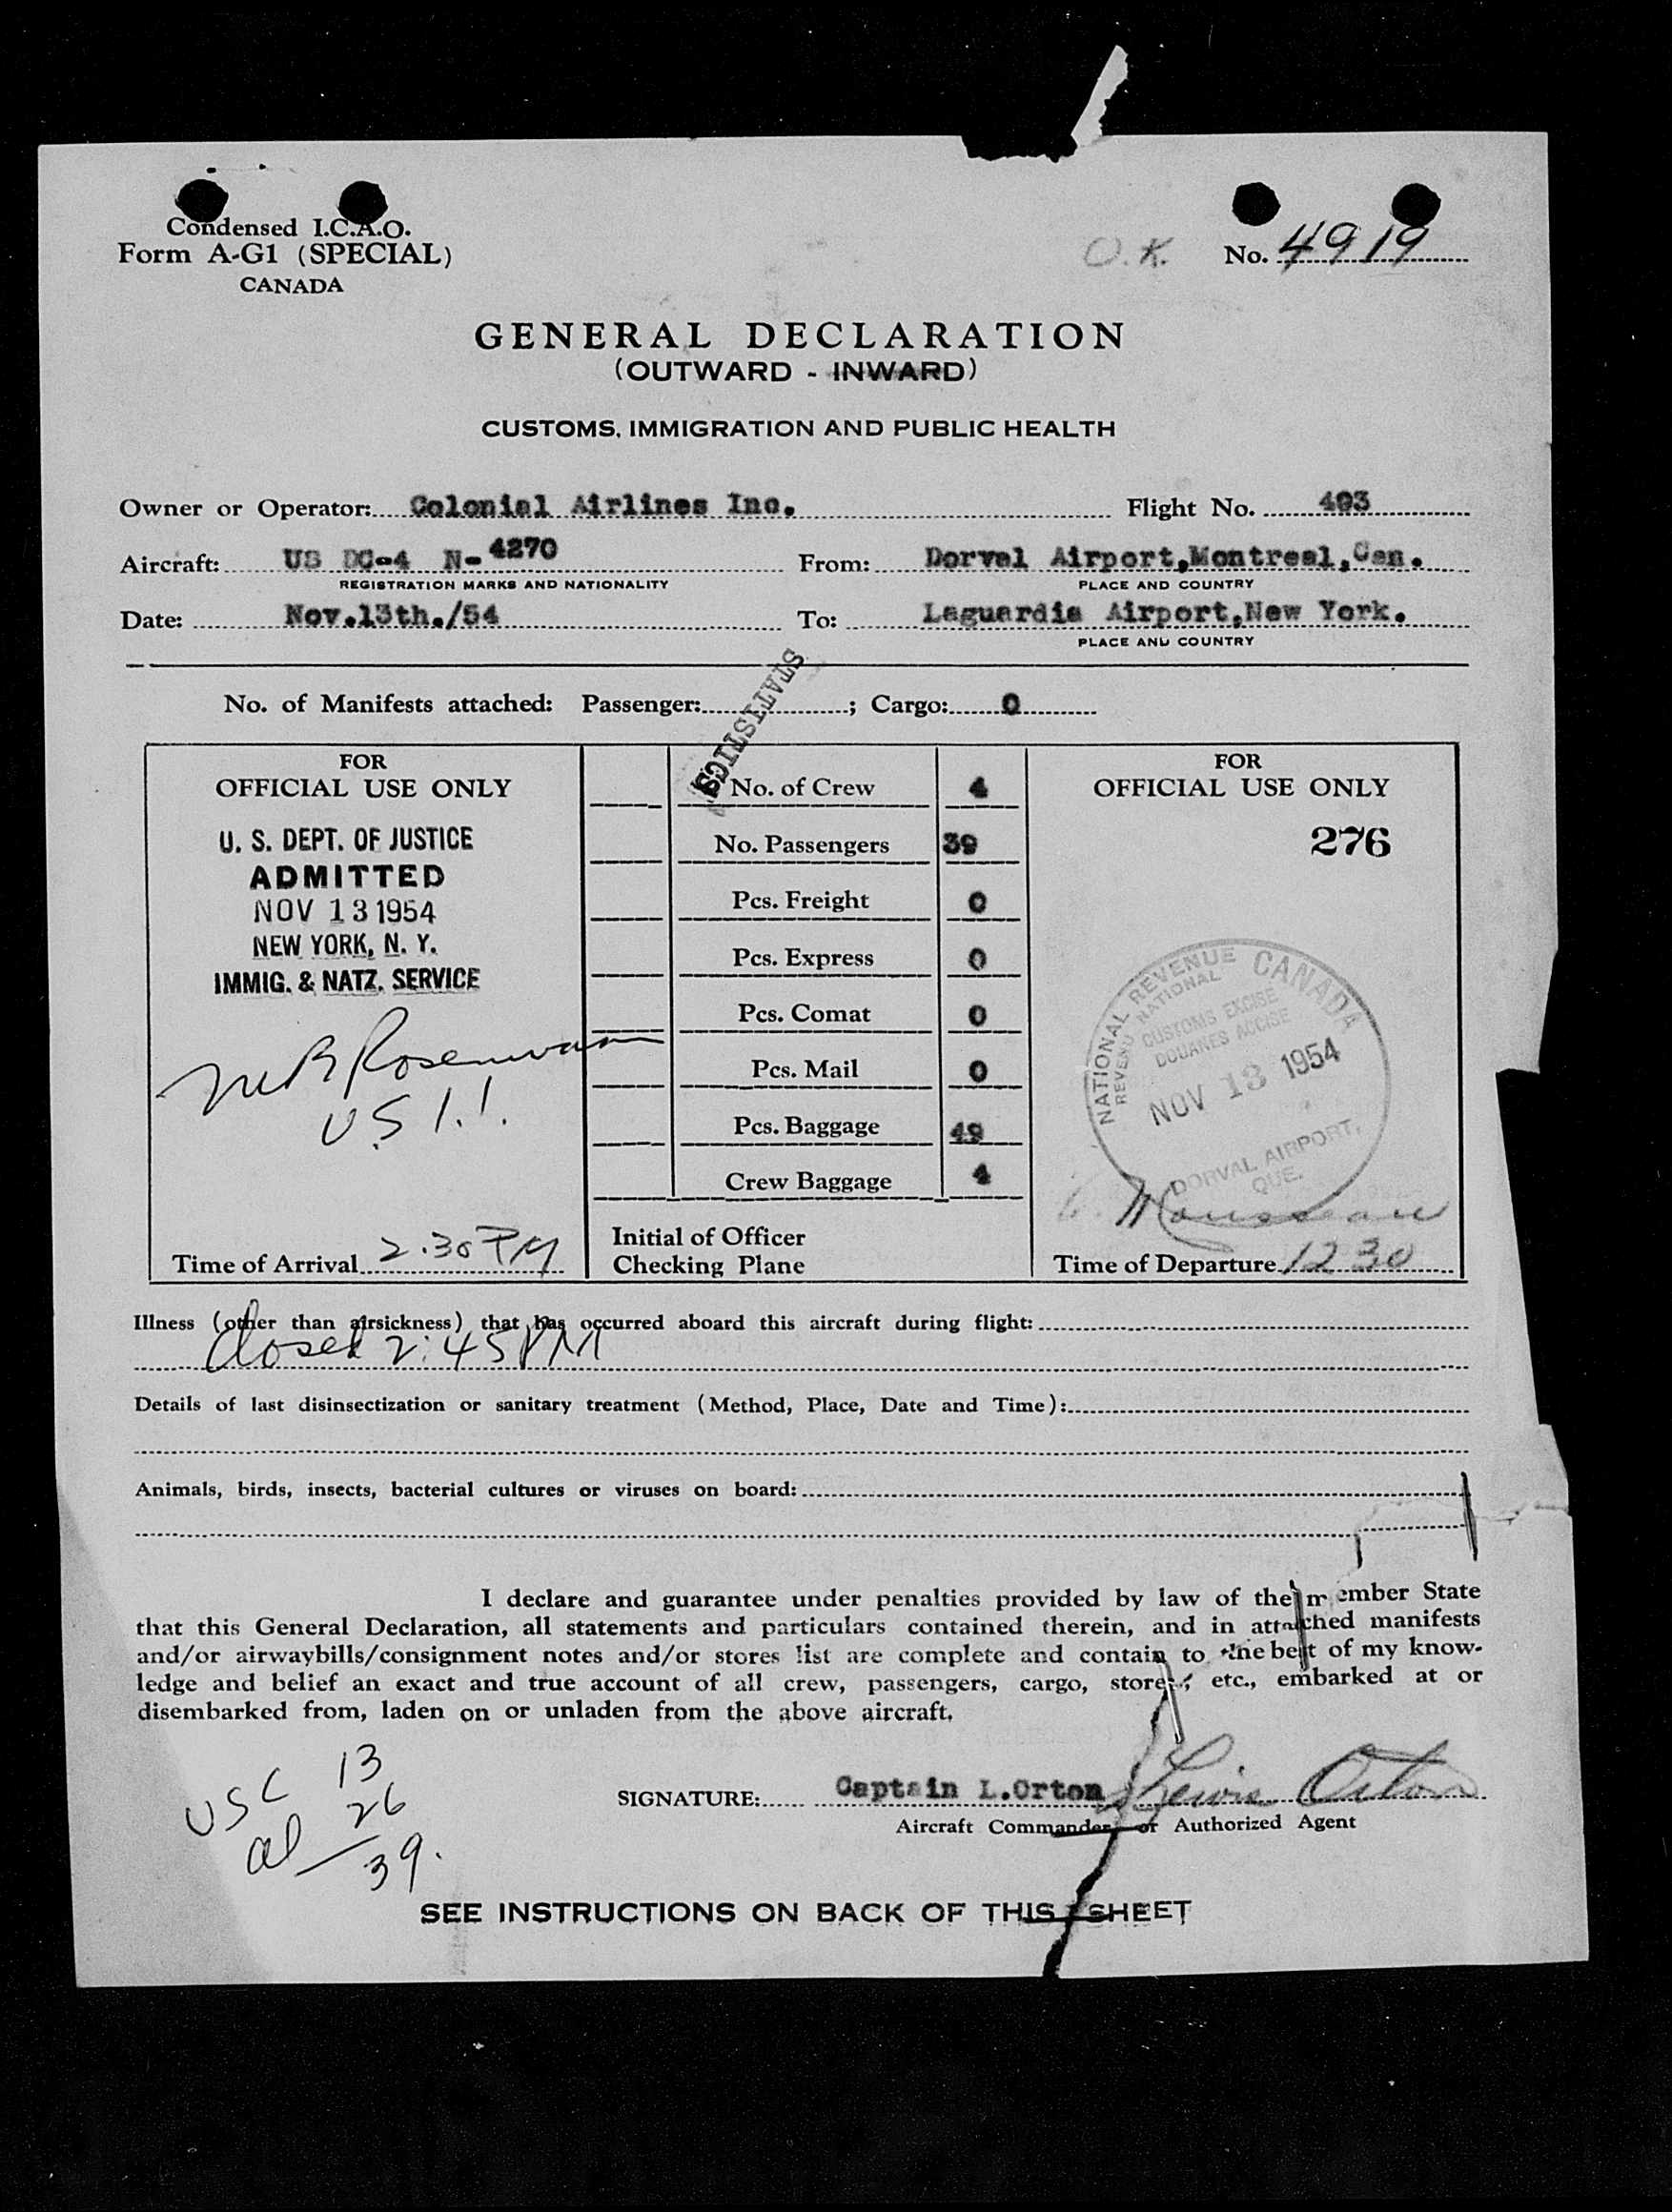 Condensed I.C.A.O.
Form A-G1 (SPECIAL)
CANADA
O.K.
No. 4919
GENERAL DECLARATION
(OUTWARD - INWARD)
CUSTOMS, IMMIGRATION AND PUBLIC HEALTH
Owner or Operator: Colonial Airlines Inc. Flight No. 403
Aircraft: US DC-4 N-4270 From: Dorval Airport,Montreal,Can.
REGISTRATION MARKS AND NATIONALITY PLACE AND COUNTRY
Date: Nov.13th./54 To: Laguardia Airport,New York.
PLACE AND COUNTRY
STATISTICS
No. of Manifests attached: Passenger: ; Cargo: 0
FOR
OFFICIAL USE ONLY
U. S. DEPT. OF JUSTICE
ADMITTED
NOV 13 1954
NEW YORK, N. Y.
IMMIG. & NATZ. SERVICE
U.S I.I.
Time of Arrival 2.30 PM
No. of Crew 4
No. Passengers 39
Pcs. Freight 0
Pcs. Express 0
Pcs. Comat 0
Pcs. Mail 0
Pcs. Baggage 49
Crew Baggage 4
Initial of Officer
Checking Plane
FOR
OFFICIAL USE ONLY
276
NATIONAL REVENUE CANADA
REVENU NATIONAL
CUSTOMS EXCISE
DOUANES ACCISE
NOV 13 1954
DORVAL AIRPORT,
QUE.
Time of Departure 1230
Illness (other than airsickness) that has occurred aboard this aircraft during flight:
Closed 2:45 PM
Details of last disinsectization or sanitary treatment (Method, Place, Date and Time):
Animals, birds, insects, bacterial cultures or viruses on board:
I declare and guarantee under penalties provided by law of the member State
that this General Declaration, all statements and particulars contained therein, and in attached manifests
and/or airwaybills/consignment notes and/or stores list are complete and contain to the best of my know-
ledge and belief an exact and true account of all crew, passengers, cargo, stores, etc., embarked at or
disembarked from, laden on or unladen from the above aircraft.
USC 13
al 26
39.
SIGNATURE: Captain L.Orton Lewis Orton
Aircraft Commander or Authorized Agent
SEE INSTRUCTIONS ON BACK OF THIS SHEET